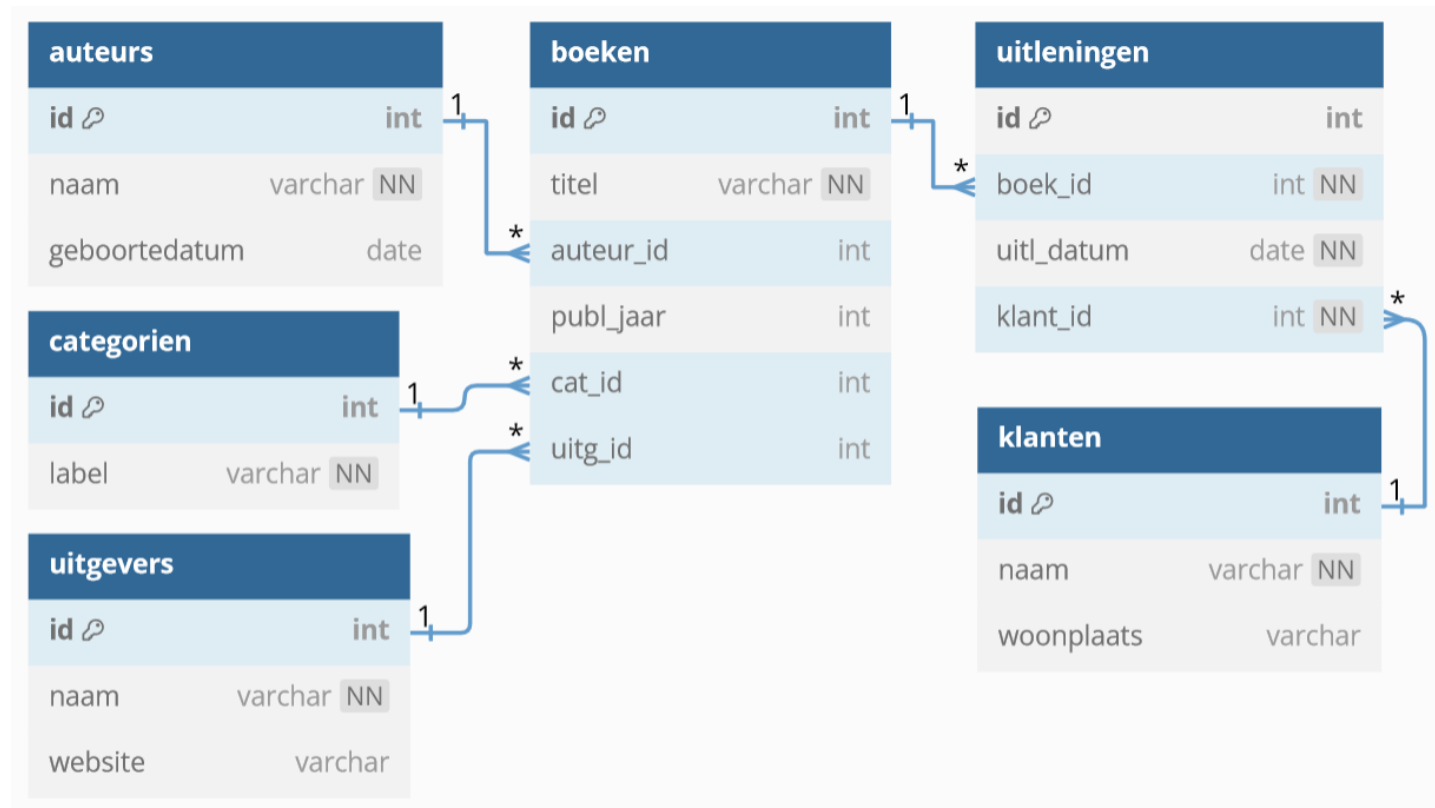 auteurs
id int
naam varchar NN
geboortedatum date
1
*
categorien
id int
label varchar NN
1
*
uitgevers
id int
naam varchar NN
website varchar
1
*
boeken
id int
titel varchar NN
auteur_id int
publ_jaar int
cat_id int
uitg_id int
1
*
uitleningen
id int
boek_id int NN
uitl_datum date NN
klant_id int NN
*
klanten
id int
naam varchar NN
woonplaats varchar
1